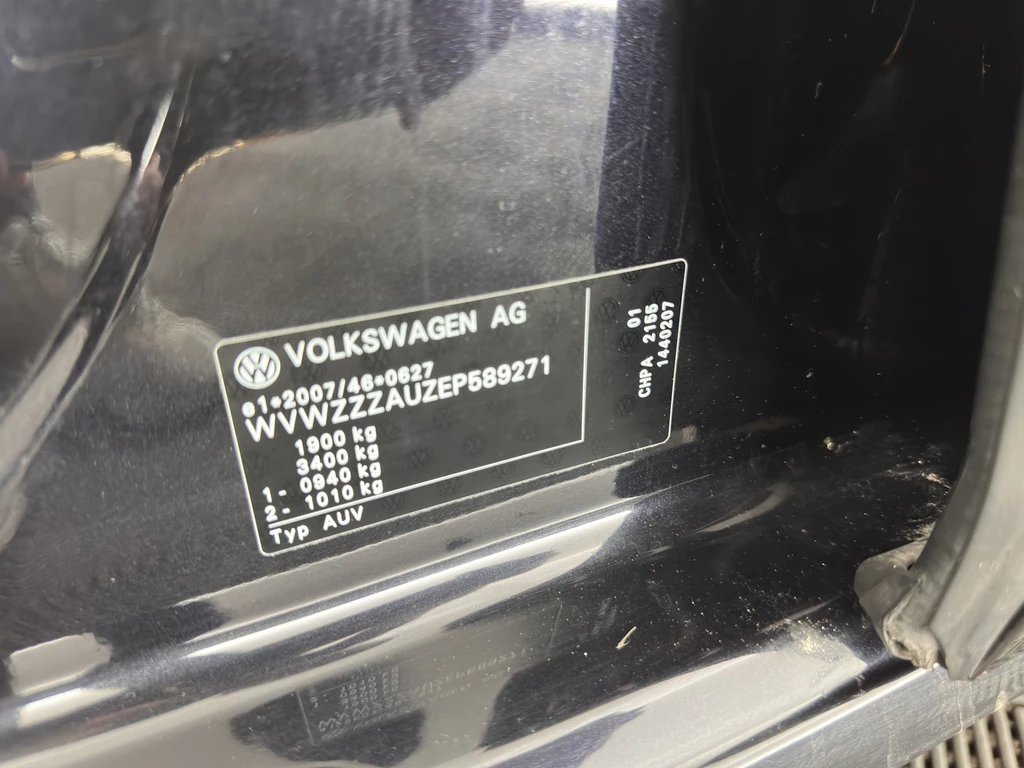 VOLKSWAGEN AG
e1*2007/46*0627
WVWZZZAUZEP589271
1900 kg
3400 kg
1- 0940 kg
2- 1010 kg
Typ AUV
01
CHPA 2155
1440207